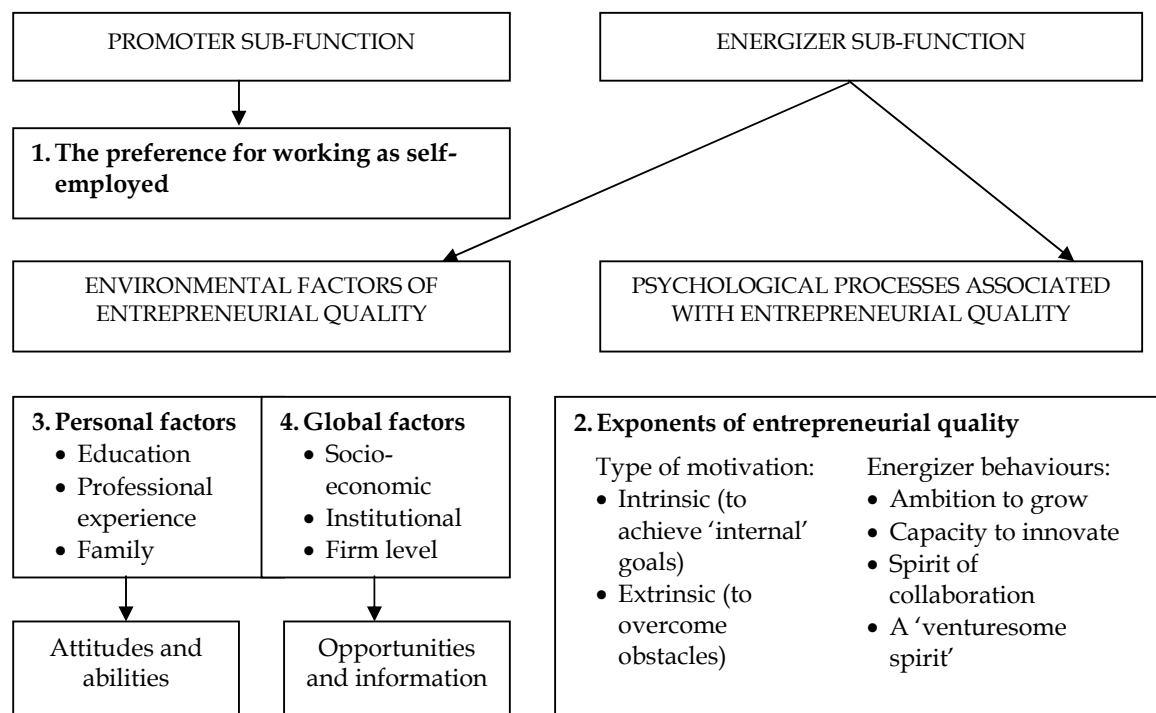 PROMOTER SUB-FUNCTION
ENERGIZER SUB-FUNCTION
1. The preference for working as self-
employed
ENVIRONMENTAL FACTORS OF
ENTREPRENEURIAL QUALITY
PSYCHOLOGICAL PROCESSES ASSOCIATED
WITH ENTREPRENEURIAL QUALITY
3. Personal factors
• Education
• Professional
experience
• Family
4. Global factors
• Socio-
economic
• Institutional
• Firm level
2. Exponents of entrepreneurial quality
Type of motivation:
• Intrinsic (to
achieve ‘internal’
goals)
• Extrinsic (to
overcome
obstacles)
Energizer behaviours:
• Ambition to grow
• Capacity to innovate
• Spirit of
collaboration
• A ‘venturesome
spirit’
Attitudes and
abilities
Opportunities
and information